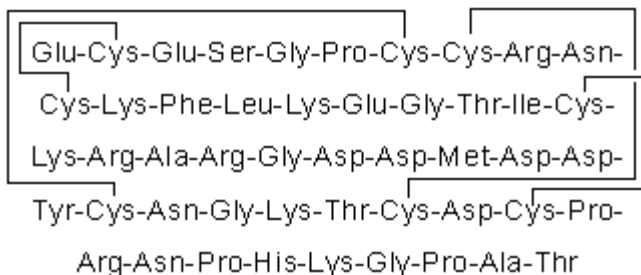 Glu-Cys-Glu-Ser-Gly-Pro-Cys-Cys-Arg-Asn-
Cys-Lys-Phe-Leu-Lys-Glu-Gly-Thr-Ile-Cys-
Lys-Arg-Ala-Arg-Gly-Asp-Asp-Met-Asp-Asp-
Tyr-Cys-Asn-Gly-Lys-Thr-Cys-Asp-Cys-Pro-
Arg-Asn-Pro-His-Lys-Gly-Pro-Ala-Thr